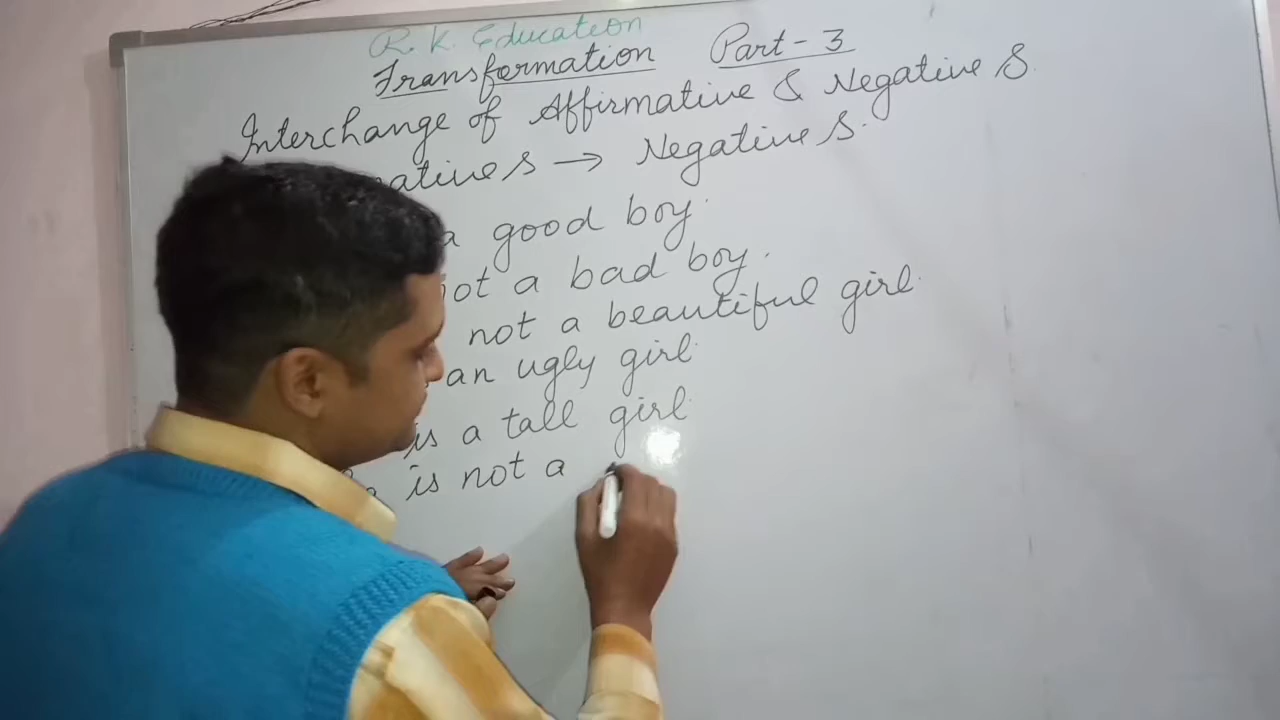 R. K. Education
Transformation Part-3
Interchange of Affirmative & Negative S.
ative S → Negative S.
a good boy.
not a bad boy.
not a beautiful girl.
an ugly girl.
is a tall girl.
is not a